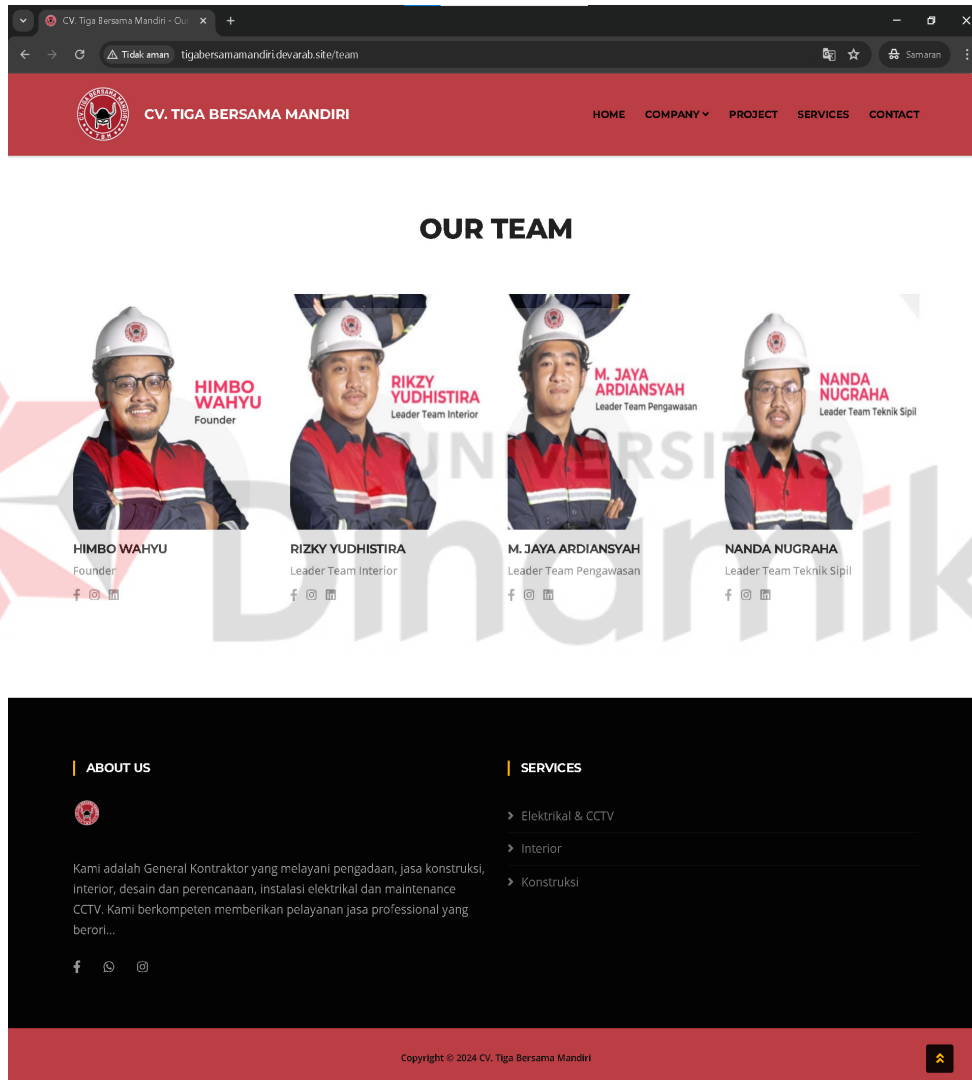 CV. Tiga Bersama Mandiri - Our
Tidak aman
tigabersamamandiri.devarab.site/team
Samaran
CV. TIGA BERSAMA MANDIRI
HOME
COMPANY
PROJECT
SERVICES
CONTACT
OUR TEAM
HIMBO
WAHYU
Founder
RIKZY
YUDHISTIRA
Leader Team Interior
M. JAYA
ARDIANSYAH
Leader Team Pengawasan
NANDA
NUGRAHA
Leader Team Teknik Sipil
UNIVERSITAS
Dinamika
HIMBO WAHYU
Founder
RIZKY YUDHISTIRA
Leader Team Interior
M. JAYA ARDIANSYAH
Leader Team Pengawasan
NANDA NUGRAHA
Leader Team Teknik Sipil
ABOUT US
Kami adalah General Kontraktor yang melayani pengadaan, jasa konstruksi,
interior, desain dan perencanaan, instalasi elektrikal dan maintenance
CCTV. Kami berkompeten memberikan pelayanan jasa professional yang
berori...
SERVICES
Elektrikal & CCTV
Interior
Konstruksi
Copyright © 2024 CV. Tiga Bersama Mandiri